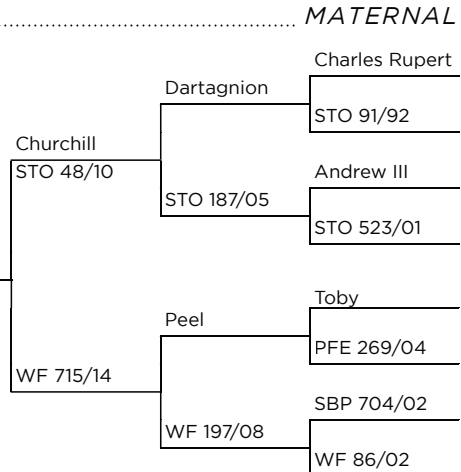 MATERNAL
Charles Rupert
Dartagnion
STO 91/92
Churchill
Andrew III
STO 48/10
STO 187/05
STO 523/01
Toby
Peel
PFE 269/04
WF 715/14
SBP 704/02
WF 197/08
WF 86/02